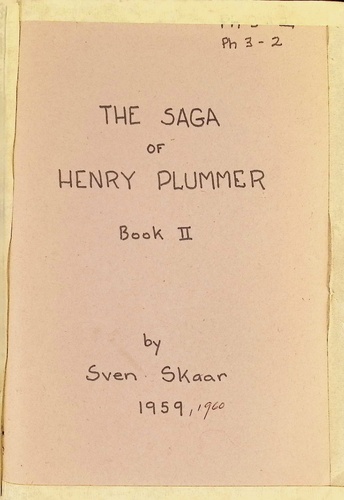 Ph 3-2
THE SAGA
OF
HENRY PLUMMER
Book II
by
Sven Skaar
1959, 1960